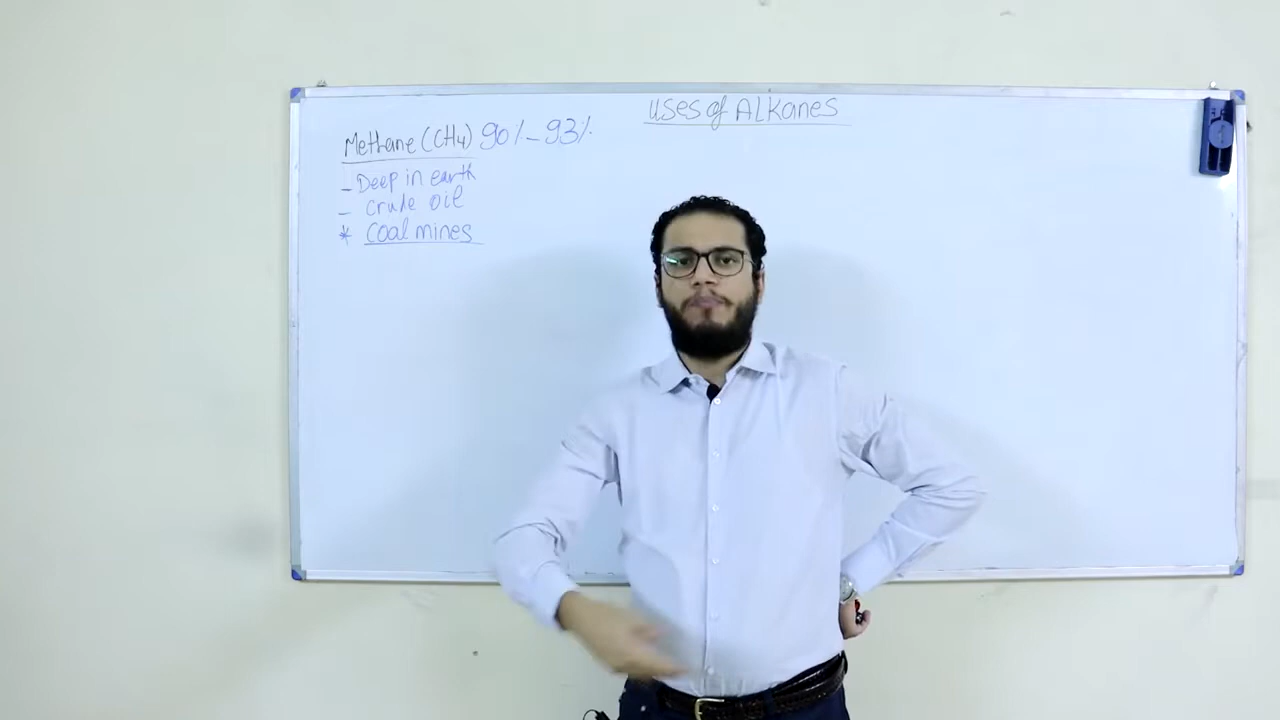 Uses of Alkanes
Methane (CH4) 90% - 93%
- Deep in earth
- Crude oil
* Coal mines